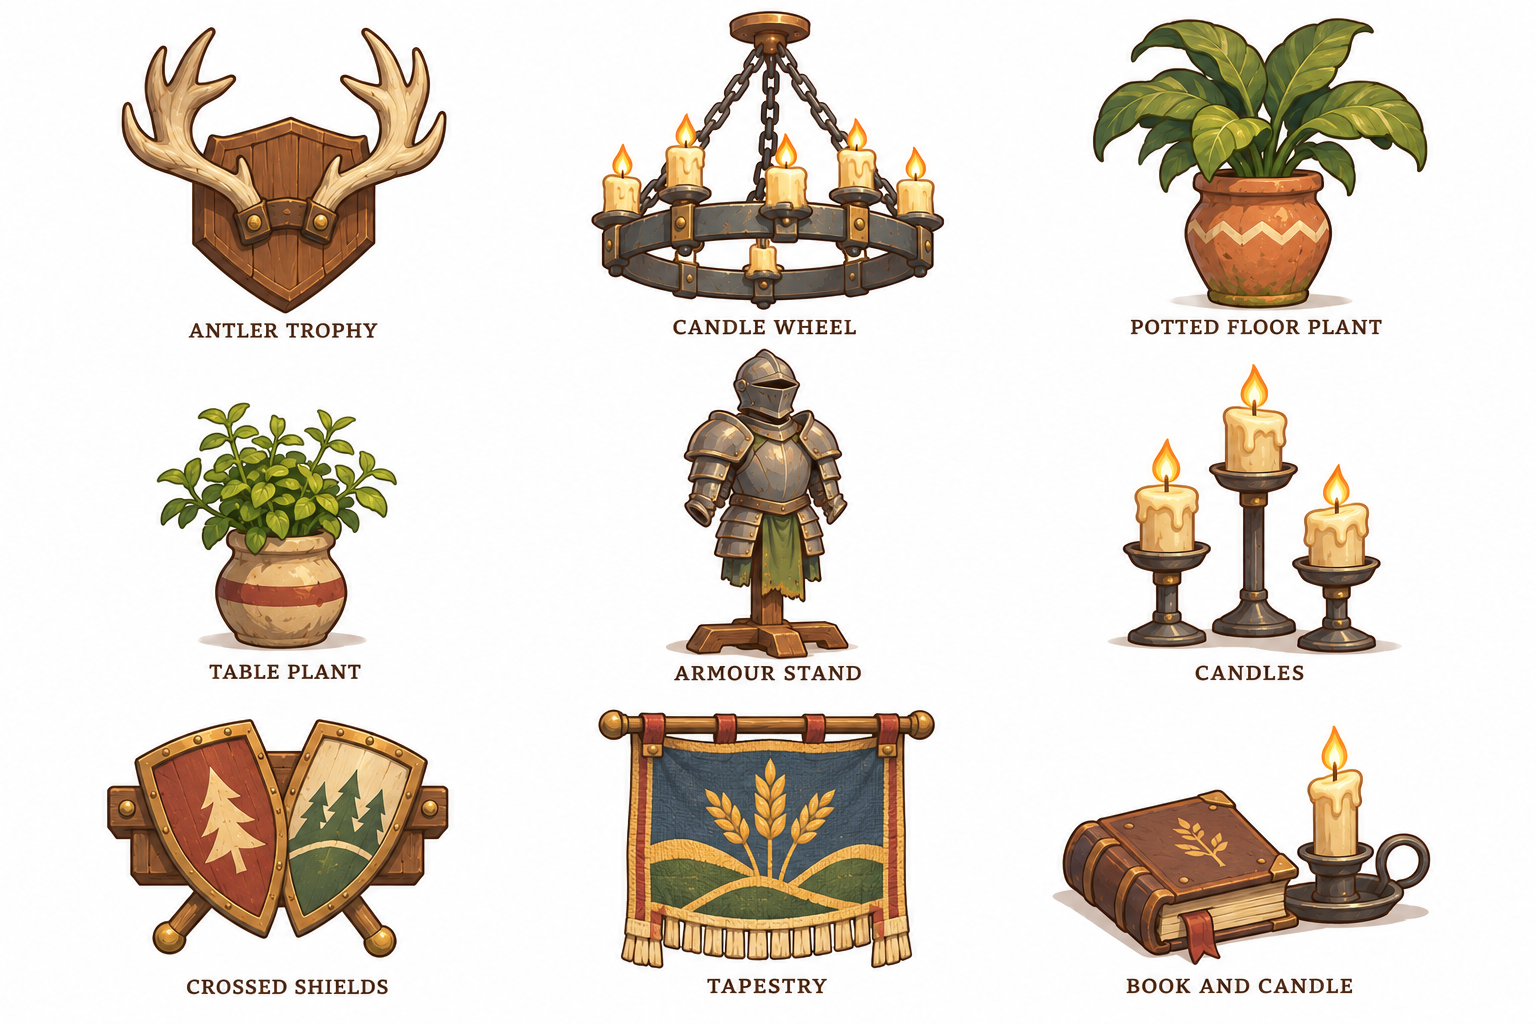 ANTLER TROPHY
CANDLE WHEEL
POTTED FLOOR PLANT
TABLE PLANT
ARMOUR STAND
CANDLES
CROSSED SHIELDS
TAPESTRY
BOOK AND CANDLE